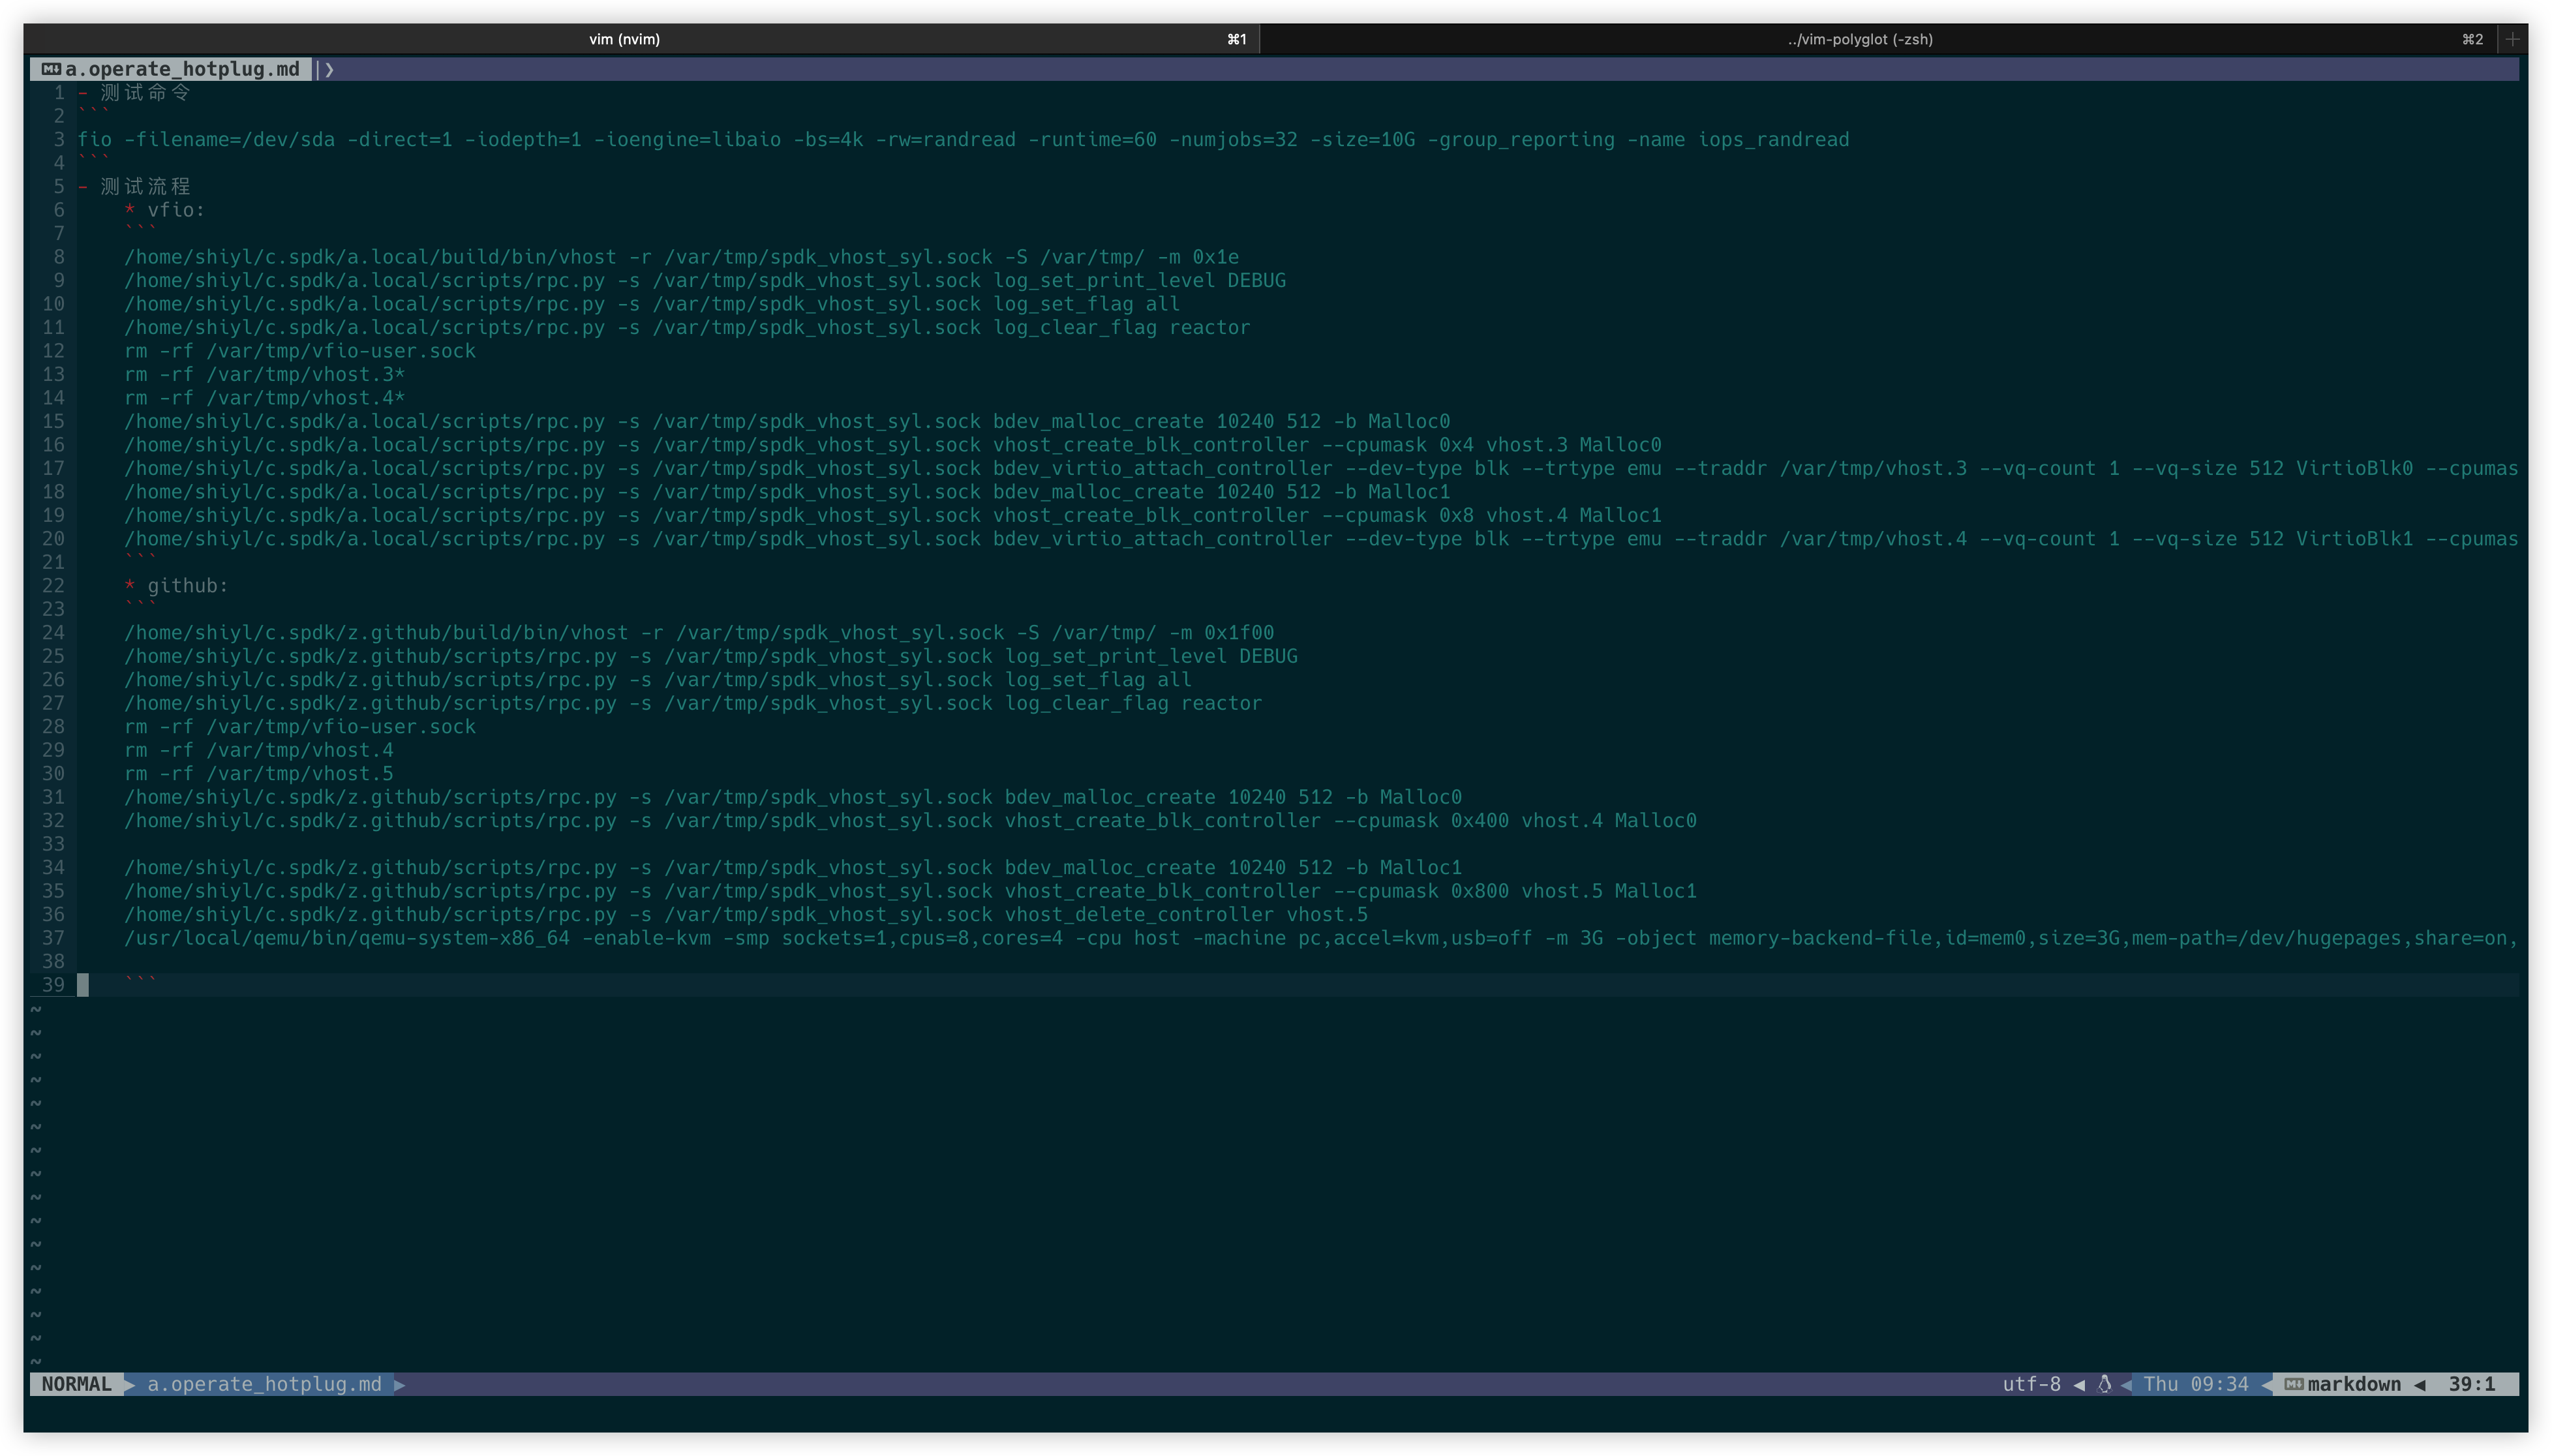 vim (nvim) ⌘1 ../vim-polyglot (-zsh) ⌘2 +
a.operate_hotplug.md
1 - 测试命令
2 ```
3 fio -filename=/dev/sda -direct=1 -iodepth=1 -ioengine=libaio -bs=4k -rw=randread -runtime=60 -numjobs=32 -size=10G -group_reporting -name iops_randread
4 ```
5 - 测试流程
6     * vfio:
7     ```
8     /home/shiyl/c.spdk/a.local/build/bin/vhost -r /var/tmp/spdk_vhost_syl.sock -S /var/tmp/ -m 0x1e
9     /home/shiyl/c.spdk/a.local/scripts/rpc.py -s /var/tmp/spdk_vhost_syl.sock log_set_print_level DEBUG
10     /home/shiyl/c.spdk/a.local/scripts/rpc.py -s /var/tmp/spdk_vhost_syl.sock log_set_flag all
11     /home/shiyl/c.spdk/a.local/scripts/rpc.py -s /var/tmp/spdk_vhost_syl.sock log_clear_flag reactor
12     rm -rf /var/tmp/vfio-user.sock
13     rm -rf /var/tmp/vhost.3*
14     rm -rf /var/tmp/vhost.4*
15     /home/shiyl/c.spdk/a.local/scripts/rpc.py -s /var/tmp/spdk_vhost_syl.sock bdev_malloc_create 10240 512 -b Malloc0
16     /home/shiyl/c.spdk/a.local/scripts/rpc.py -s /var/tmp/spdk_vhost_syl.sock vhost_create_blk_controller --cpumask 0x4 vhost.3 Malloc0
17     /home/shiyl/c.spdk/a.local/scripts/rpc.py -s /var/tmp/spdk_vhost_syl.sock bdev_virtio_attach_controller --dev-type blk --trtype emu --traddr /var/tmp/vhost.3 --vq-count 1 --vq-size 512 VirtioBlk0 --cpumas
18     /home/shiyl/c.spdk/a.local/scripts/rpc.py -s /var/tmp/spdk_vhost_syl.sock bdev_malloc_create 10240 512 -b Malloc1
19     /home/shiyl/c.spdk/a.local/scripts/rpc.py -s /var/tmp/spdk_vhost_syl.sock vhost_create_blk_controller --cpumask 0x8 vhost.4 Malloc1
20     /home/shiyl/c.spdk/a.local/scripts/rpc.py -s /var/tmp/spdk_vhost_syl.sock bdev_virtio_attach_controller --dev-type blk --trtype emu --traddr /var/tmp/vhost.4 --vq-count 1 --vq-size 512 VirtioBlk1 --cpumas
21     ```
22     * github:
23     ```
24     /home/shiyl/c.spdk/z.github/build/bin/vhost -r /var/tmp/spdk_vhost_syl.sock -S /var/tmp/ -m 0x1f00
25     /home/shiyl/c.spdk/z.github/scripts/rpc.py -s /var/tmp/spdk_vhost_syl.sock log_set_print_level DEBUG
26     /home/shiyl/c.spdk/z.github/scripts/rpc.py -s /var/tmp/spdk_vhost_syl.sock log_set_flag all
27     /home/shiyl/c.spdk/z.github/scripts/rpc.py -s /var/tmp/spdk_vhost_syl.sock log_clear_flag reactor
28     rm -rf /var/tmp/vfio-user.sock
29     rm -rf /var/tmp/vhost.4
30     rm -rf /var/tmp/vhost.5
31     /home/shiyl/c.spdk/z.github/scripts/rpc.py -s /var/tmp/spdk_vhost_syl.sock bdev_malloc_create 10240 512 -b Malloc0
32     /home/shiyl/c.spdk/z.github/scripts/rpc.py -s /var/tmp/spdk_vhost_syl.sock vhost_create_blk_controller --cpumask 0x400 vhost.4 Malloc0
33
34     /home/shiyl/c.spdk/z.github/scripts/rpc.py -s /var/tmp/spdk_vhost_syl.sock bdev_malloc_create 10240 512 -b Malloc1
35     /home/shiyl/c.spdk/z.github/scripts/rpc.py -s /var/tmp/spdk_vhost_syl.sock vhost_create_blk_controller --cpumask 0x800 vhost.5 Malloc1
36     /home/shiyl/c.spdk/z.github/scripts/rpc.py -s /var/tmp/spdk_vhost_syl.sock vhost_delete_controller vhost.5
37     /usr/local/qemu/bin/qemu-system-x86_64 -enable-kvm -smp sockets=1,cpus=8,cores=4 -cpu host -machine pc,accel=kvm,usb=off -m 3G -object memory-backend-file,id=mem0,size=3G,mem-path=/dev/hugepages,share=on,
38
39     ```
NORMAL a.operate_hotplug.md utf-8 Thu 09:34 markdown 39:1